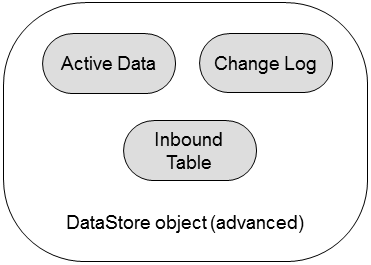 Active Data
Change Log
Inbound
Table
DataStore object (advanced)